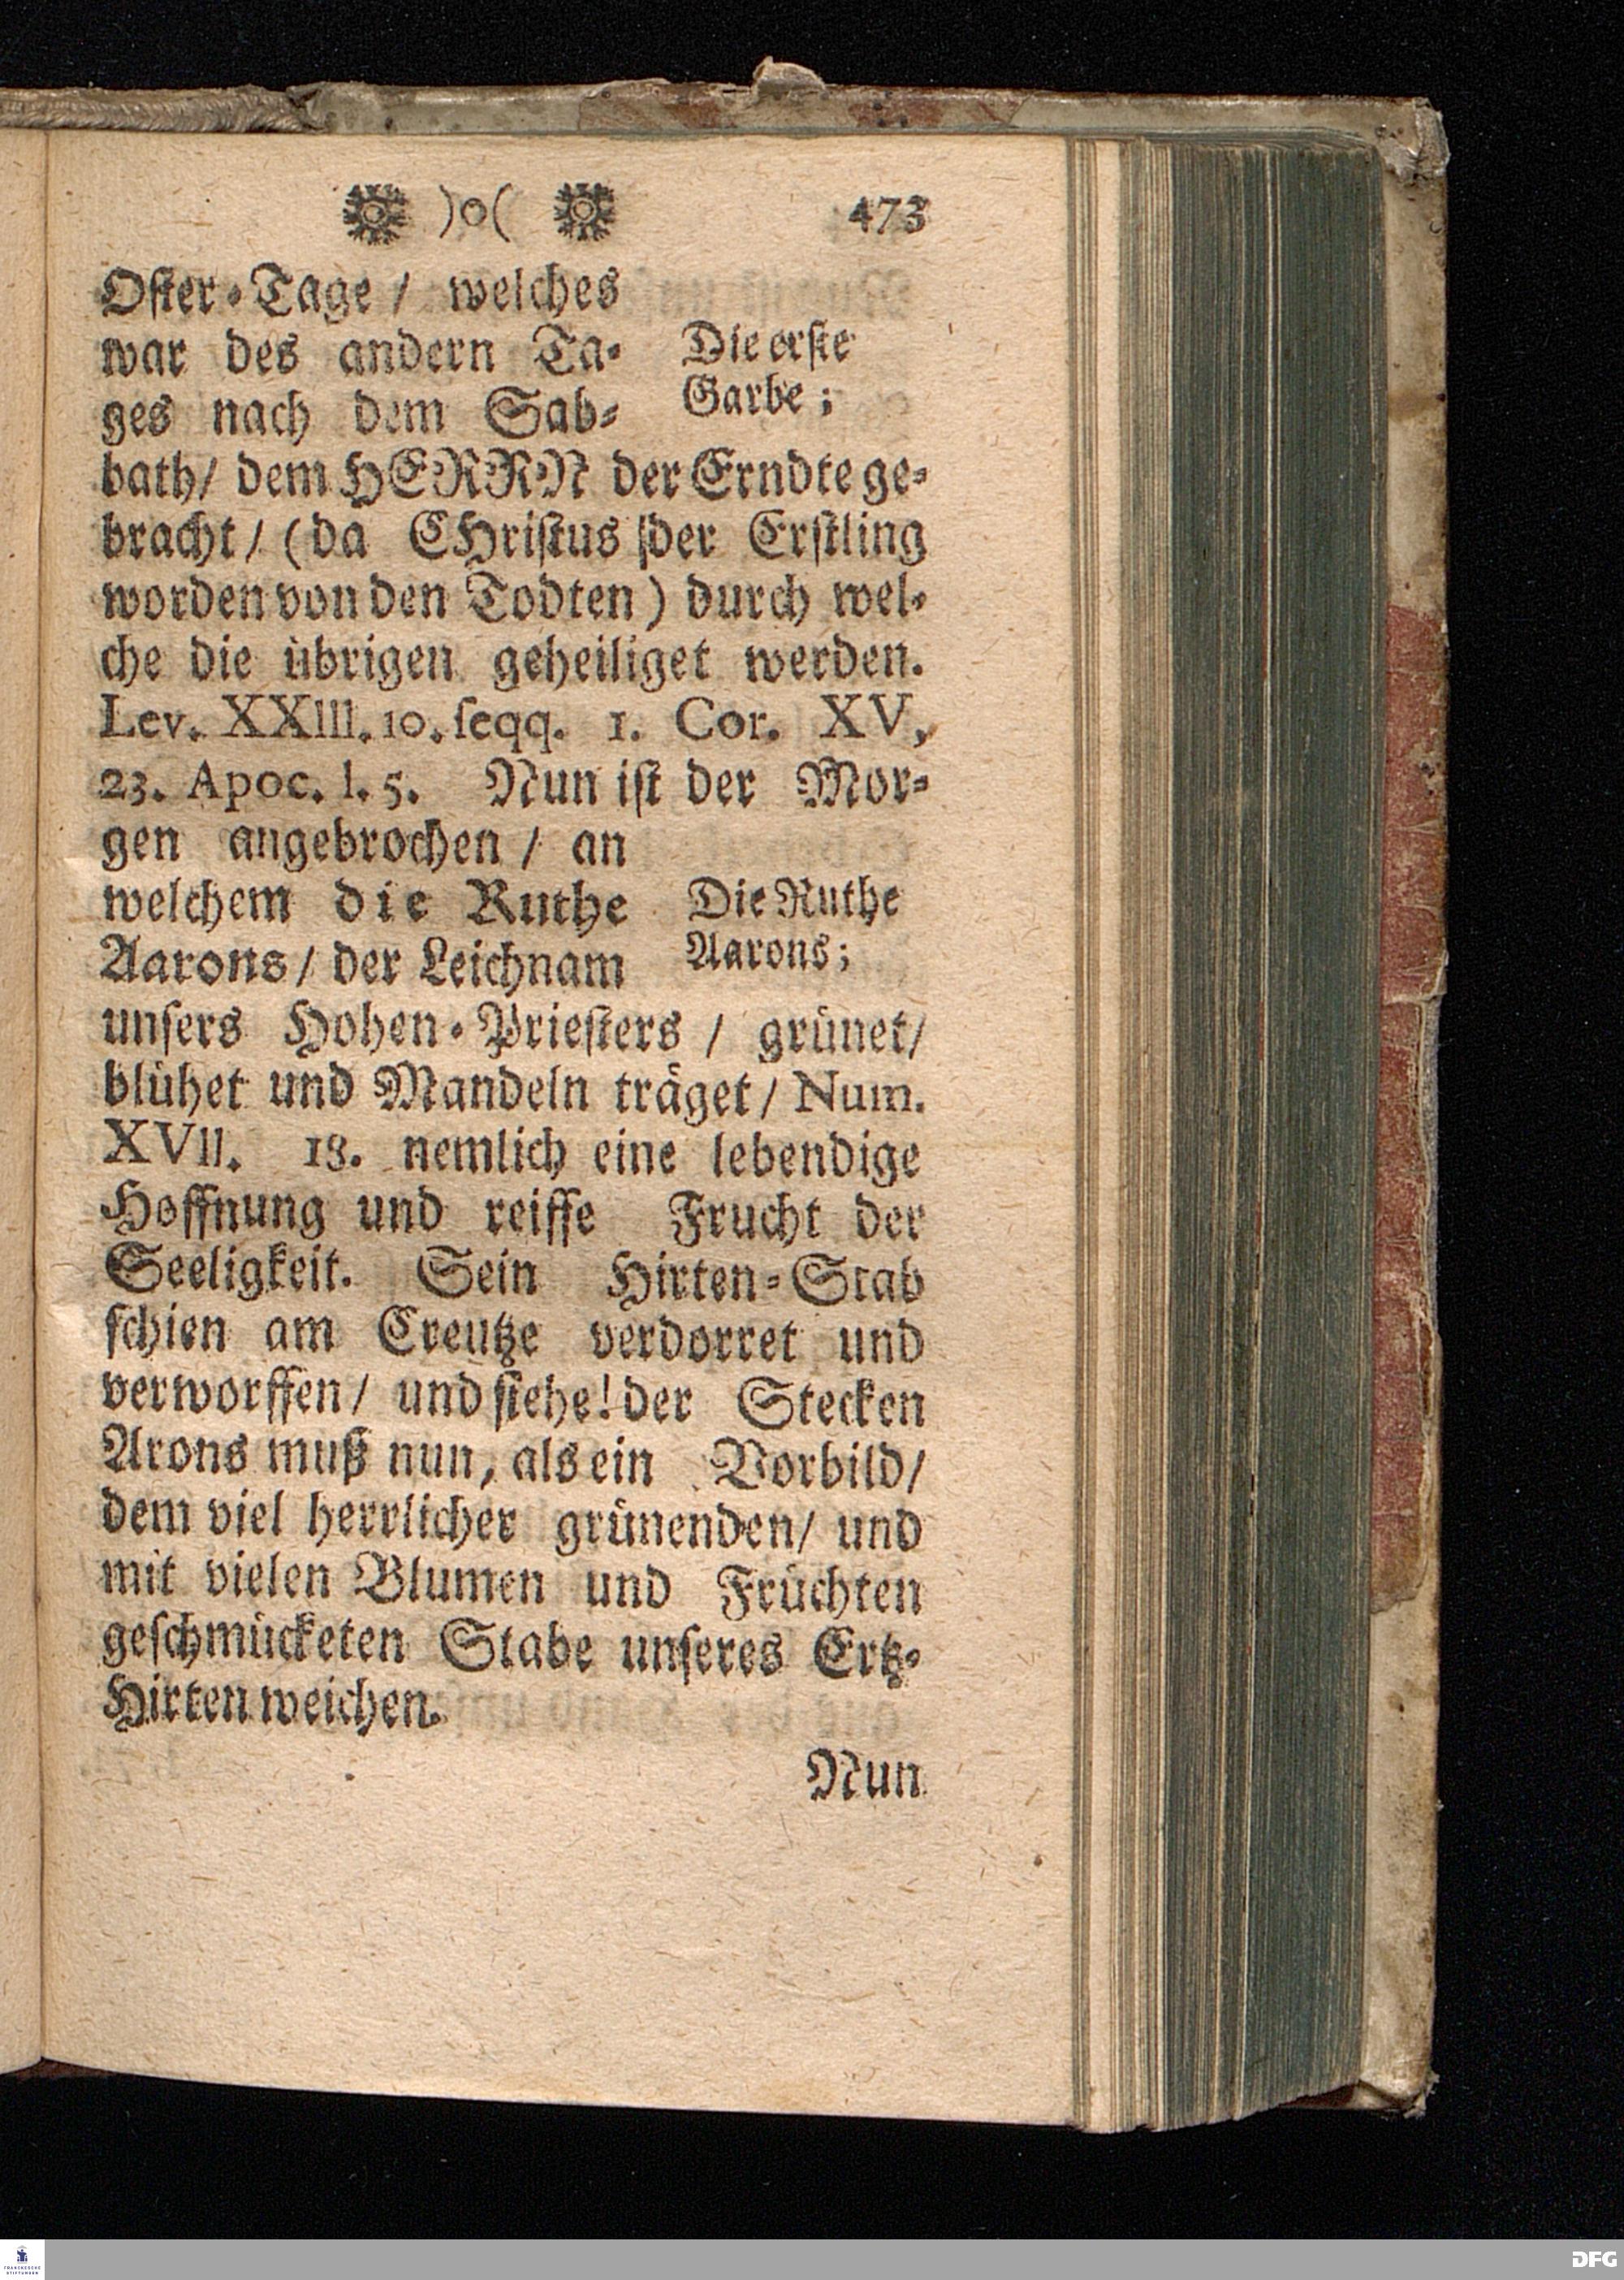 )o( 473
Oster-Tage / welches
war des andern Ta-
ges nach dem Sab-
Die erste
Garbe;
bath/ dem HERRN der Erndte ge-
bracht / (da CHristus der Erstling
worden von den Todten) durch wel-
che die übrigen geheiliget werden.
Lev. XXIII. 10. seqq. 1. Cor. XV,
23. Apoc. I. 5. Nun ist der Mor-
gen angebrochen / an
welchem die Ruthe
Aarons / der Leichnam
Die Ruthe
Aarons;
unsers Hohen-Priesters / grünet/
blühet und Mandeln träget / Num.
XVII. 18. nemlich eine lebendige
Hoffnung und reiffe Frucht der
Seeligkeit. Sein Hirten-Stab
schien am Creutze verdorret und
verworffen / und siehe! der Stecken
Arons muß nun, als ein Vorbild/
dem viel herrlicher grünenden / und
mit vielen Blumen und Früchten
geschmücketen Stabe unseres Ertz-
Hirten weichen.
Nun
FRANCKESCHE
STIFTUNGEN
DFG